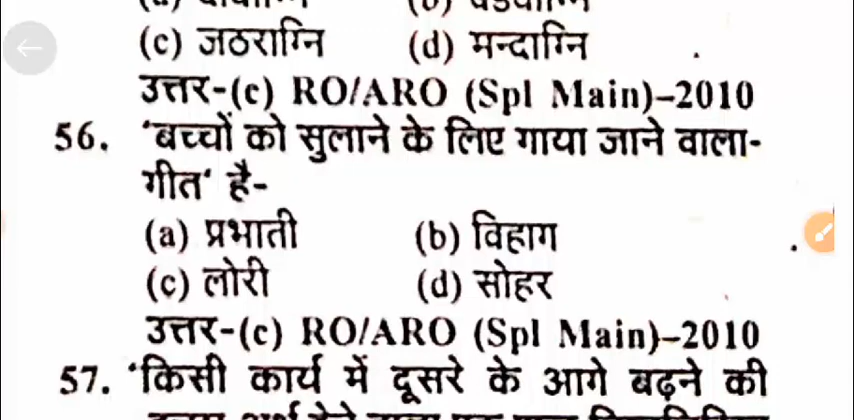 (c) जठराग्नि (d) मन्दाग्नि
उत्तर-(c) RO/ARO (Spl Main)-2010
56. 'बच्चों को सुलाने के लिए गाया जाने वाला-
गीत' है-
(a) प्रभाती (b) विहाग
(c) लोरी (d) सोहर
उत्तर-(c) RO/ARO (Spl Main)-2010
57. 'किसी कार्य में दूसरे के आगे बढ़ने की